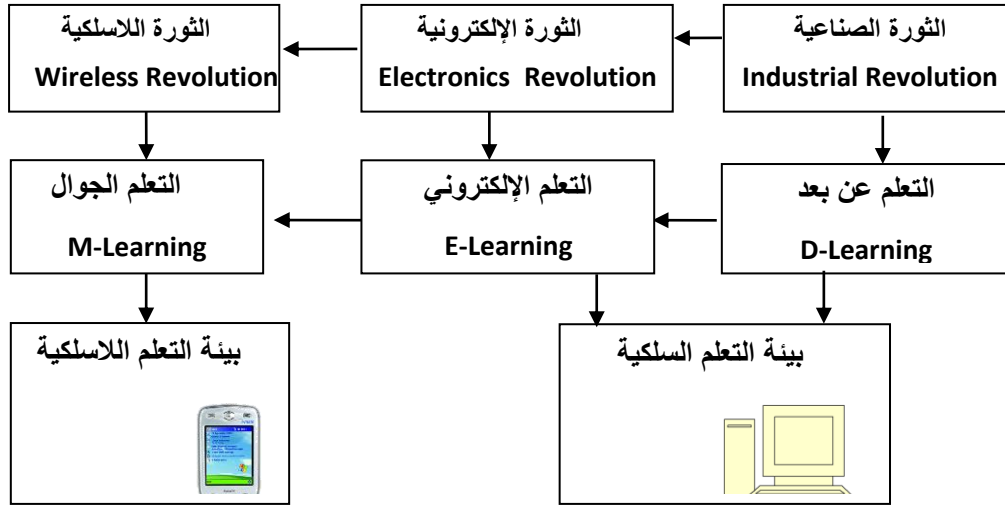 الثورة الصناعية
Industrial Revolution
الثورة الإلكترونية
Electronics Revolution
الثورة اللاسلكية
Wireless Revolution
التعلم عن بعد
D-Learning
التعلم الإلكتروني
E-Learning
التعلم الجوال
M-Learning
بيئة التعلم السلكية
بيئة التعلم اللاسلكية